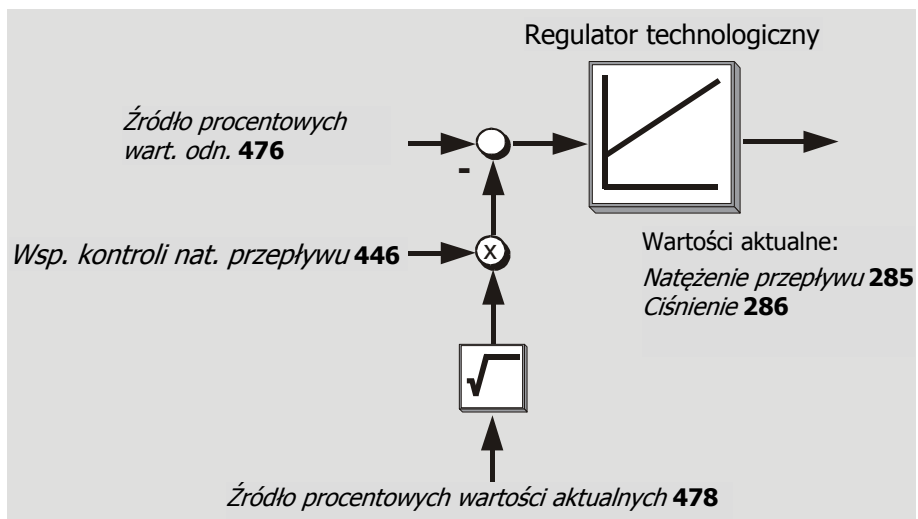 Regulator technologiczny
Źródło procentowych
wart. odn. 476
-
Wsp. kontroli nat. przepływu 446
x
Wartości aktualne:
Natężenie przepływu 285
Ciśnienie 286
√
Źródło procentowych wartości aktualnych 478